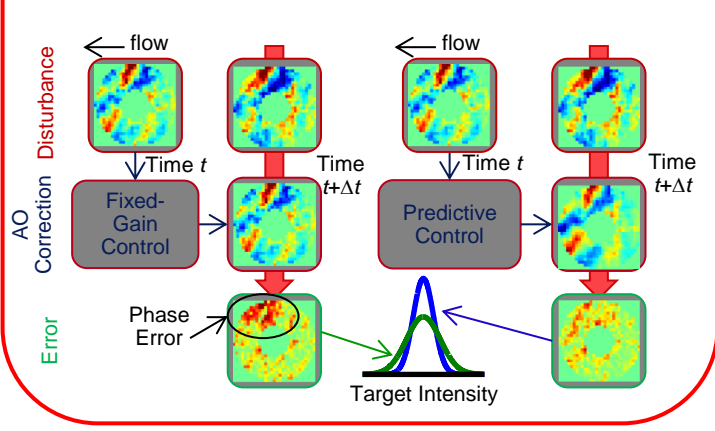 flow
flow
Disturbance
Time t
Time
t+Δt
Time t
Time
t+Δt
AO
Correction
Fixed-
Gain
Control
Predictive
Control
Error
Phase
Error
Target Intensity